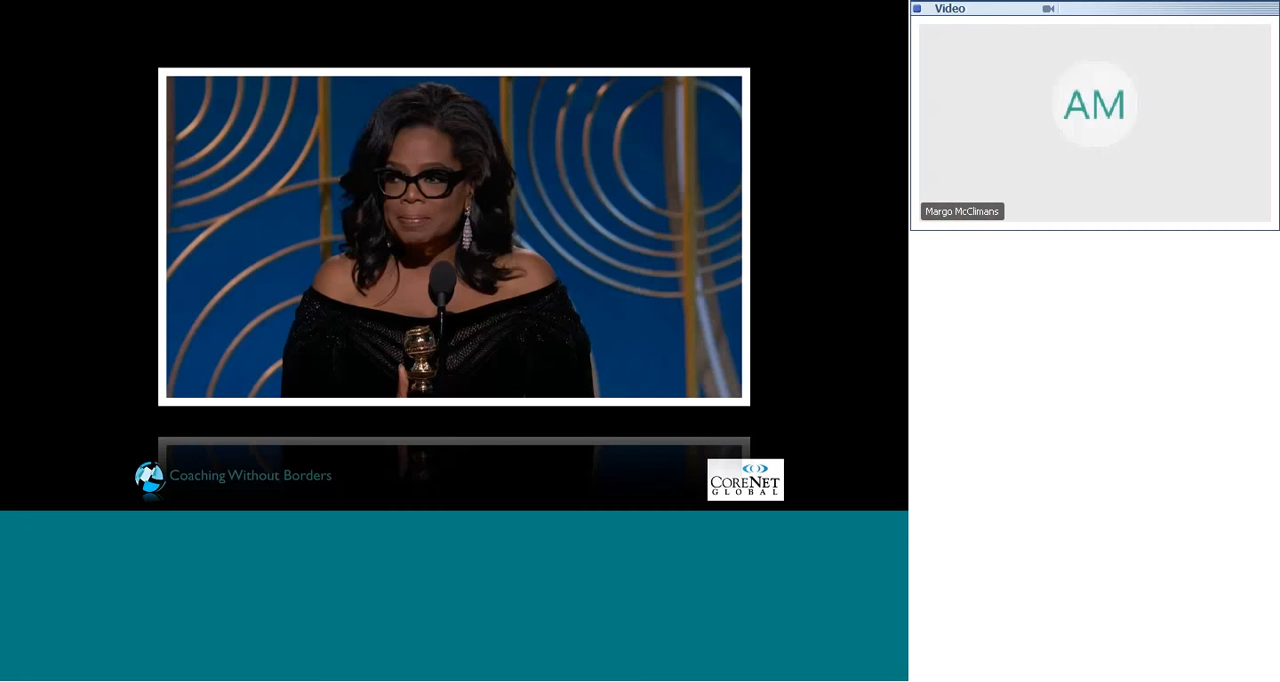 Video
AM
Margo McClimans
Coaching Without Borders
CORENET
GLOBAL